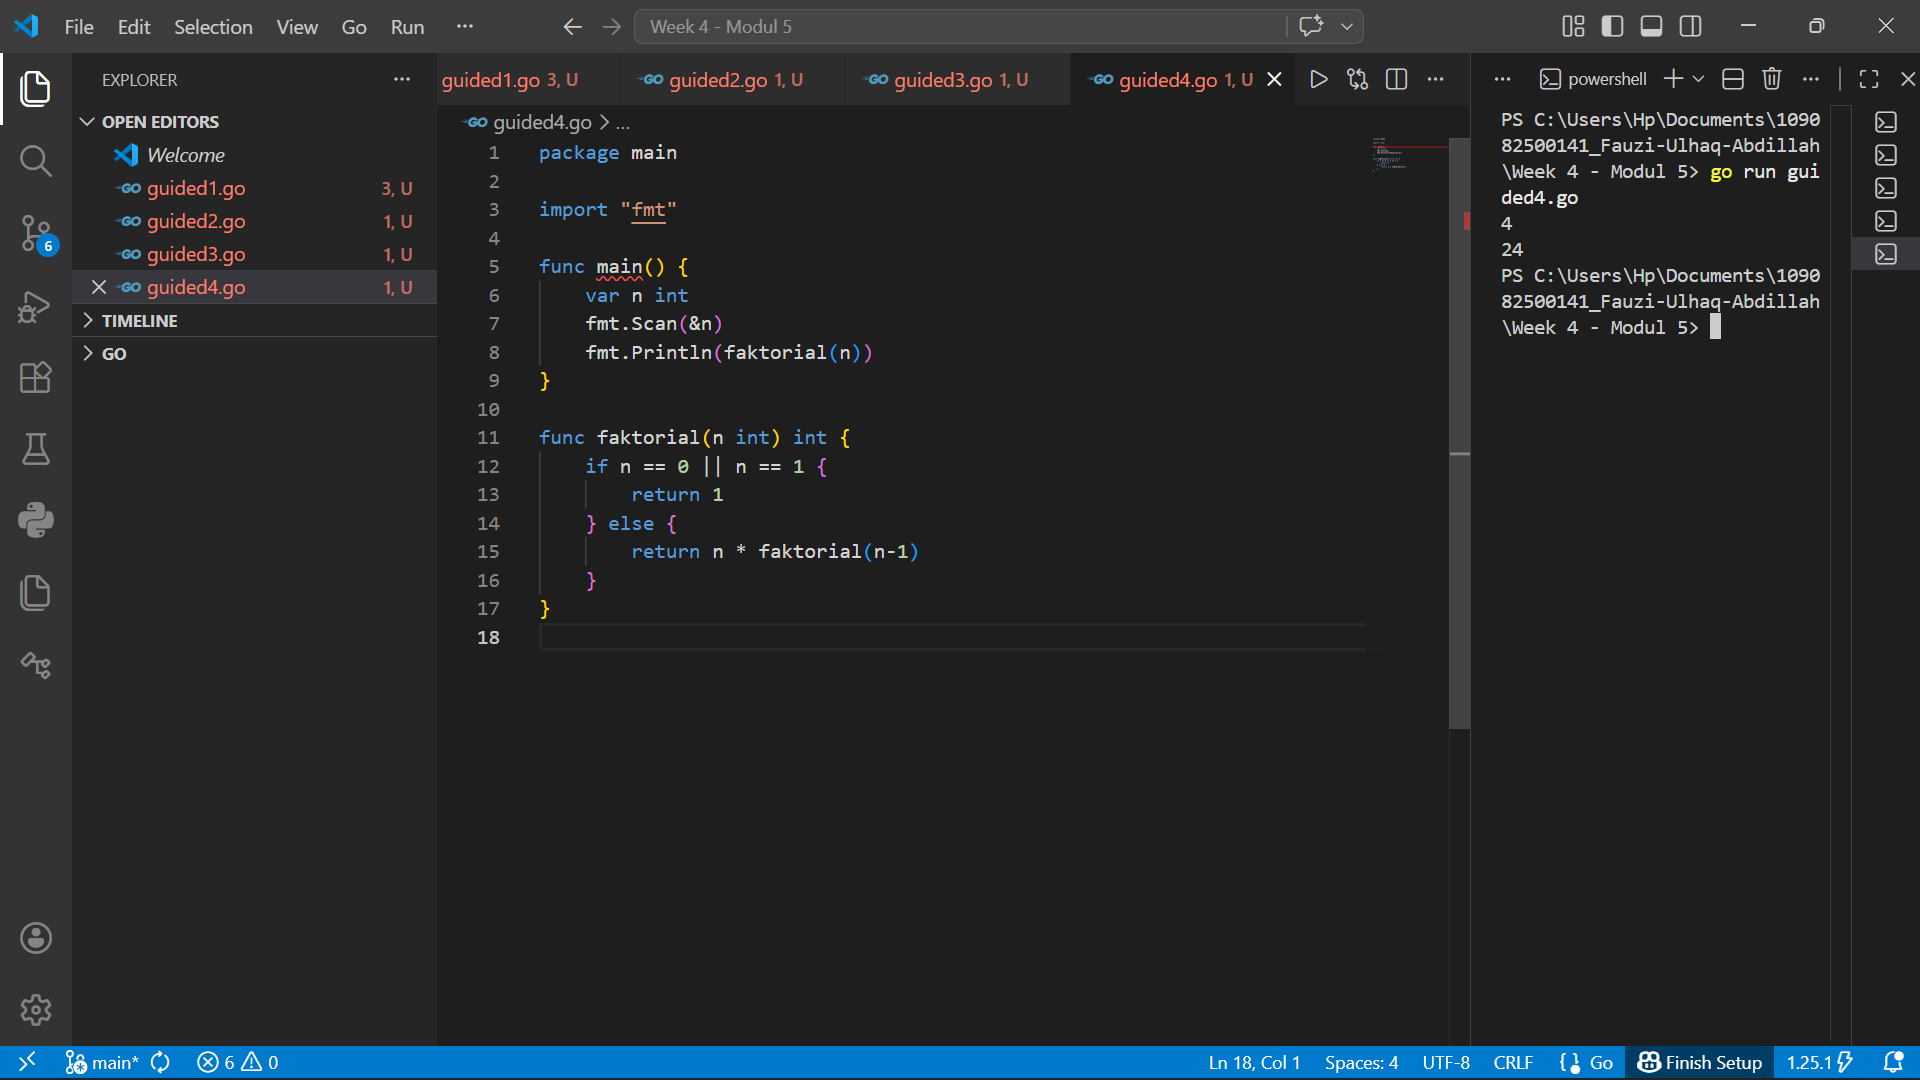 File Edit Selection View Go Run
Week 4 - Modul 5
EXPLORER
OPEN EDITORS
Welcome
guided1.go 3, U
guided2.go 1, U
guided3.go 1, U
guided4.go 1, U
TIMELINE
GO
6
guided1.go 3, U
GO guided2.go 1, U
GO guided3.go 1, U
GO guided4.go 1, U
GO guided4.go > ...
1 package main
2
3 import "fmt"
4
5 func main() {
6 var n int
7 fmt.Scan(&n)
8 fmt.Println(faktorial(n))
9 }
10
11 func faktorial(n int) int {
12 if n == 0 || n == 1 {
13 return 1
14 } else {
15 return n * faktorial(n-1)
16 }
17 }
18
powershell
PS C:\Users\Hp\Documents\1090
82500141_Fauzi-Ulhaq-Abdillah
\Week 4 - Modul 5> go run gui
ded4.go
4
24
PS C:\Users\Hp\Documents\1090
82500141_Fauzi-Ulhaq-Abdillah
\Week 4 - Modul 5>
main* 6 0
Ln 18, Col 1 Spaces: 4 UTF-8 CRLF {} Go Finish Setup 1.25.1